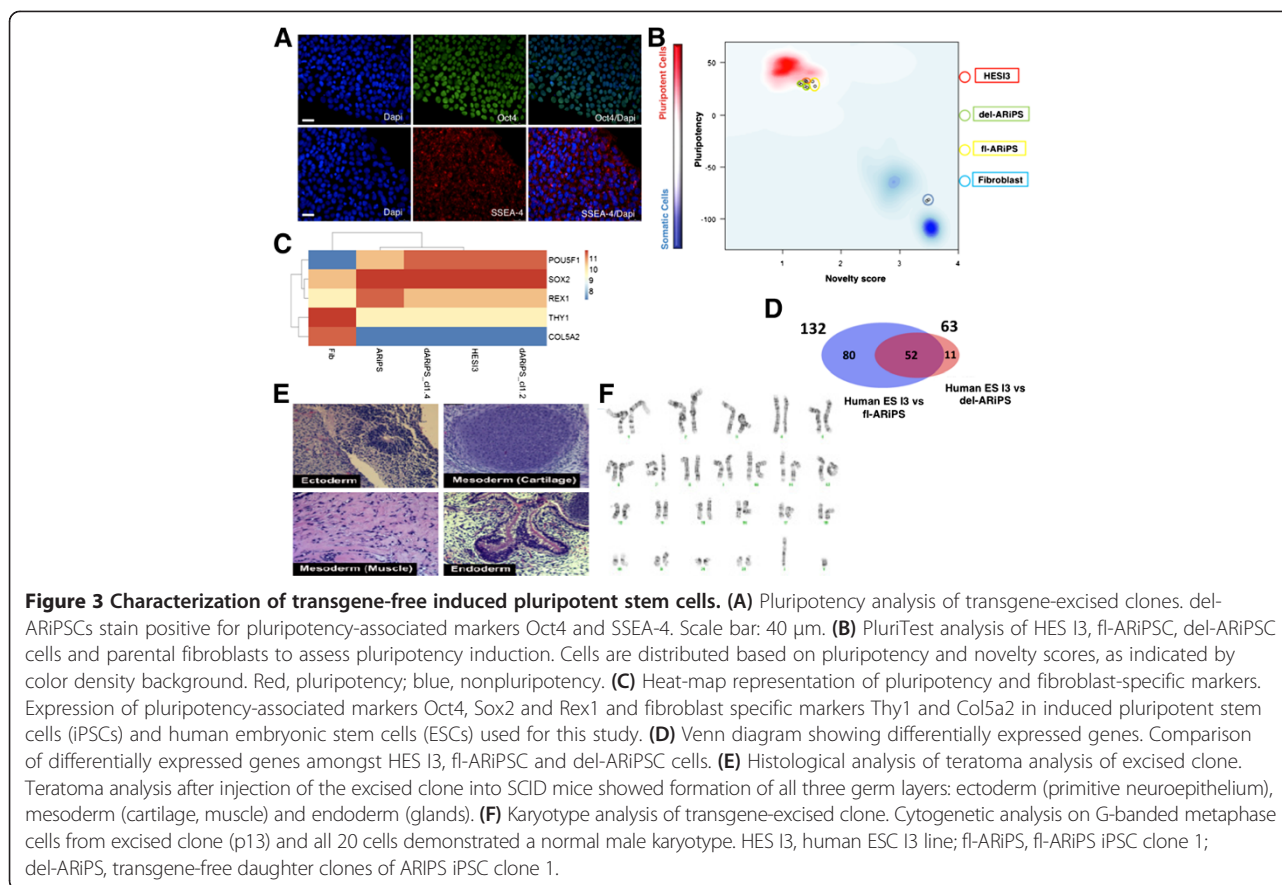 A
Dapi
Oct4
Oct4/Dapi
Dapi
SSEA-4
SSEA-4/Dapi
B
Pluripotent Cells
Somatic Cells
Pluripotency
50
0
-50
-100
1
2
3
4
Novelty score
HESI3
del-ARiPS
fl-ARiPS
Fibroblast
C
POU5F1
SOX2
REX1
THY1
COL5A2
11
10
9
8
Fib
ARiPS
dARiPS_cl1.4
HESI3
dARiPS_cl1.2
D
132
63
80
52
11
Human ES I3 vs
fl-ARiPS
Human ES I3 vs
del-ARiPS
E
Ectoderm
Mesoderm (Cartilage)
Mesoderm (Muscle)
Endoderm
F
Figure 3 Characterization of transgene-free induced pluripotent stem cells. (A) Pluripotency analysis of transgene-excised clones. del-
ARiPSCs stain positive for pluripotency-associated markers Oct4 and SSEA-4. Scale bar: 40 μm. (B) PluriTest analysis of HES I3, fl-ARiPSC, del-ARiPSC
cells and parental fibroblasts to assess pluripotency induction. Cells are distributed based on pluripotency and novelty scores, as indicated by
color density background. Red, pluripotency; blue, nonpluripotency. (C) Heat-map representation of pluripotency and fibroblast-specific markers.
Expression of pluripotency-associated markers Oct4, Sox2 and Rex1 and fibroblast specific markers Thy1 and Col5a2 in induced pluripotent stem
cells (iPSCs) and human embryonic stem cells (ESCs) used for this study. (D) Venn diagram showing differentially expressed genes. Comparison
of differentially expressed genes amongst HES I3, fl-ARiPSC and del-ARiPSC cells. (E) Histological analysis of teratoma analysis of excised clone.
Teratoma analysis after injection of the excised clone into SCID mice showed formation of all three germ layers: ectoderm (primitive neuroepithelium),
mesoderm (cartilage, muscle) and endoderm (glands). (F) Karyotype analysis of transgene-excised clone. Cytogenetic analysis on G-banded metaphase
cells from excised clone (p13) and all 20 cells demonstrated a normal male karyotype. HES I3, human ESC I3 line; fl-ARiPS, fl-ARiPS iPSC clone 1;
del-ARiPS, transgene-free daughter clones of ARIPS iPSC clone 1.